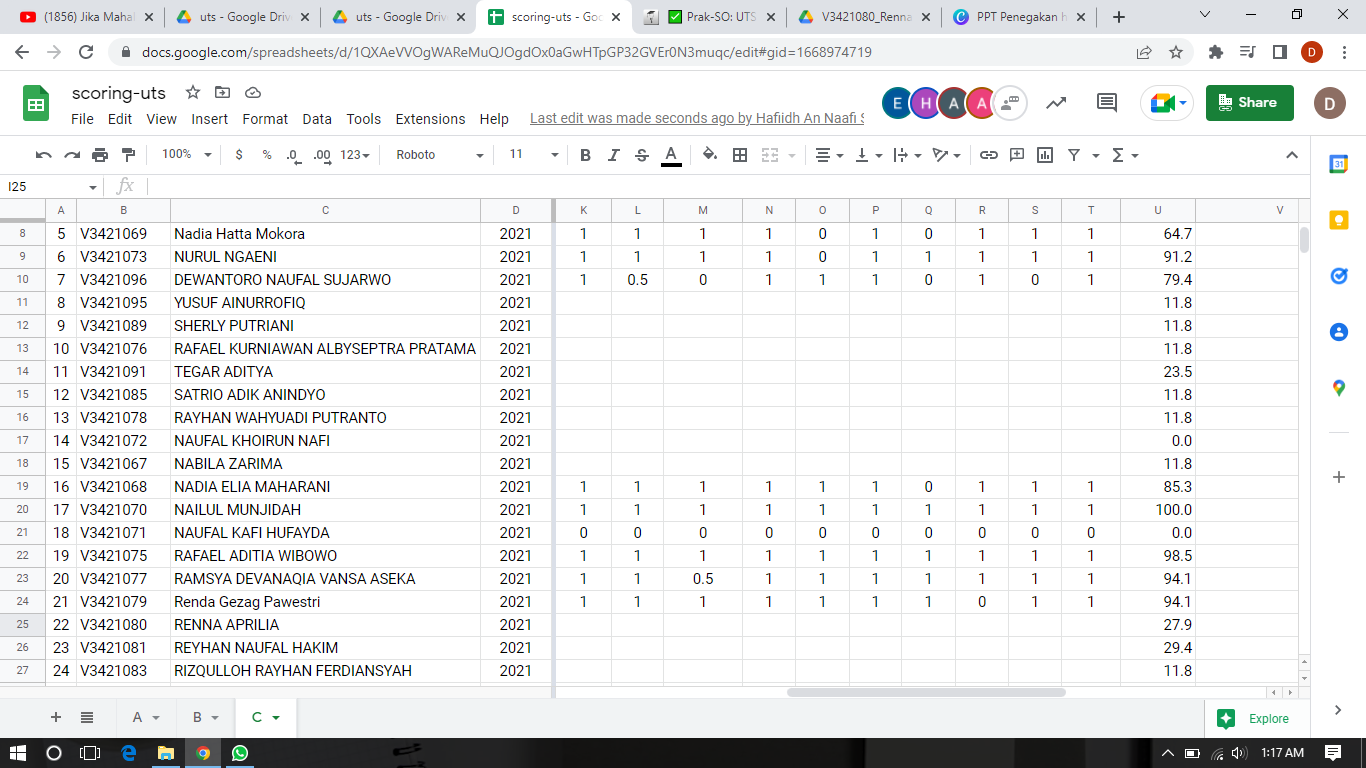 (1856) Jika Mahal
uts - Google Driv
uts - Google Driv
scoring-uts - Goo
Prak-SO: UTS
V3421080_Renna
PPT Penegakan h
docs.google.com/spreadsheets/d/1QXAeVVOgWAReMuQJOgdOx0aGwHTpGP32GVEr0N3muqc/edit#gid=1668974719
D
scoring-uts
E H A A
Share
D
File Edit View Insert Format Data Tools Extensions Help Last edit was made seconds ago by Hafiidh An Naafi S
100% $ % .0 .00 123 Roboto 11 B I S A
31
I25 fx
A B C D K L M N O P Q R S T U V
8 5 V3421069 Nadia Hatta Mokora 2021 1 1 1 1 0 1 0 1 1 1 64.7
9 6 V3421073 NURUL NGAENI 2021 1 1 1 1 0 1 1 1 1 1 91.2
10 7 V3421096 DEWANTORO NAUFAL SUJARWO 2021 1 0.5 0 1 1 1 0 1 0 1 79.4
11 8 V3421095 YUSUF AINURROFIQ 2021 11.8
12 9 V3421089 SHERLY PUTRIANI 2021 11.8
13 10 V3421076 RAFAEL KURNIAWAN ALBYSEPTRA PRATAMA 2021 11.8
14 11 V3421091 TEGAR ADITYA 2021 23.5
15 12 V3421085 SATRIO ADIK ANINDYO 2021 11.8
16 13 V3421078 RAYHAN WAHYUADI PUTRANTO 2021 11.8
17 14 V3421072 NAUFAL KHOIRUN NAFI 2021 0.0
18 15 V3421067 NABILA ZARIMA 2021 11.8
19 16 V3421068 NADIA ELIA MAHARANI 2021 1 1 1 1 1 1 0 1 1 1 85.3
20 17 V3421070 NAILUL MUNJIDAH 2021 1 1 1 1 1 1 1 1 1 1 100.0
21 18 V3421071 NAUFAL KAFI HUFAYDA 2021 0 0 0 0 0 0 0 0 0 0 0.0
22 19 V3421075 RAFAEL ADITIA WIBOWO 2021 1 1 1 1 1 1 1 1 1 1 98.5
23 20 V3421077 RAMSYA DEVANAQIA VANSA ASEKA 2021 1 1 0.5 1 1 1 1 1 1 1 94.1
24 21 V3421079 Renda Gezag Pawestri 2021 1 1 1 1 1 1 1 0 1 1 94.1
25 22 V3421080 RENNA APRILIA 2021 27.9
26 23 V3421081 REYHAN NAUFAL HAKIM 2021 29.4
27 24 V3421083 RIZQULLOH RAYHAN FERDIANSYAH 2021 11.8
A B C Explore
1:17 AM